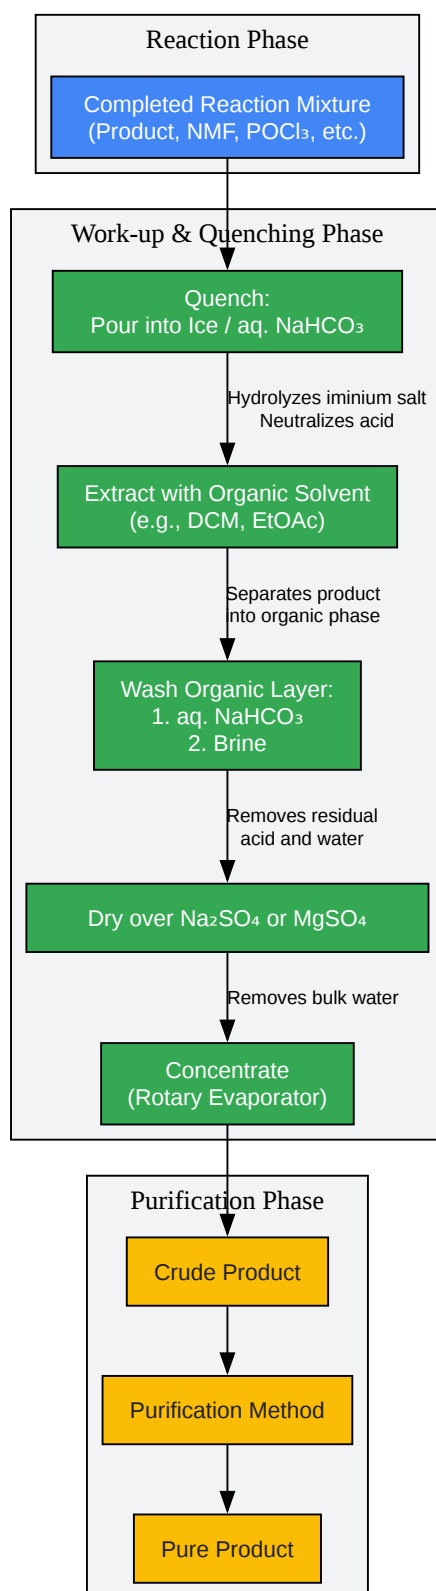 Reaction Phase
Completed Reaction Mixture
(Product, NMF, POCl₃, etc.)
Work-up & Quenching Phase
Quench:
Pour into Ice / aq. NaHCO₃
Hydrolyzes iminium salt
Neutralizes acid
Extract with Organic Solvent
(e.g., DCM, EtOAc)
Separates product
into organic phase
Wash Organic Layer:
1. aq. NaHCO₃
2. Brine
Removes residual
acid and water
Dry over Na₂SO₄ or MgSO₄
Removes bulk water
Concentrate
(Rotary Evaporator)
Purification Phase
Crude Product
Purification Method
Pure Product